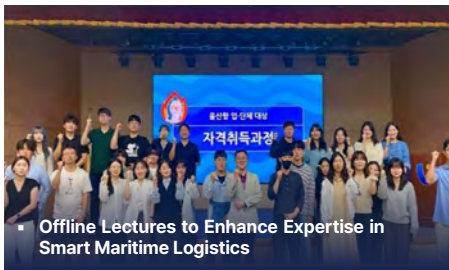 울산항 업·단체 대상
자격취득과정
▪ Offline Lectures to Enhance Expertise in
Smart Maritime Logistics